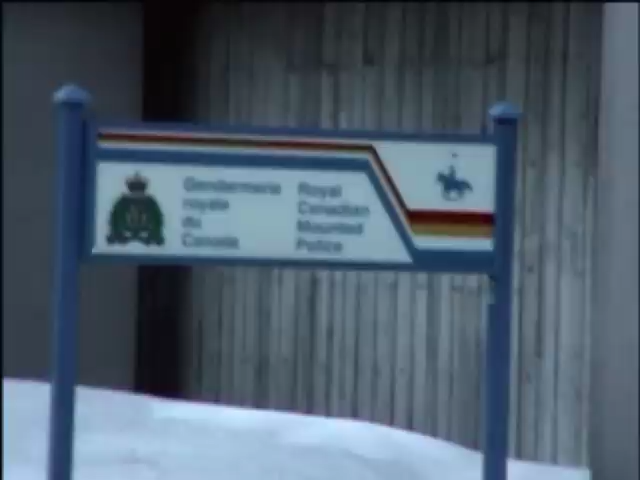 Gendarmerie
royale
du
Canada
Royal
Canadian
Mounted
Police